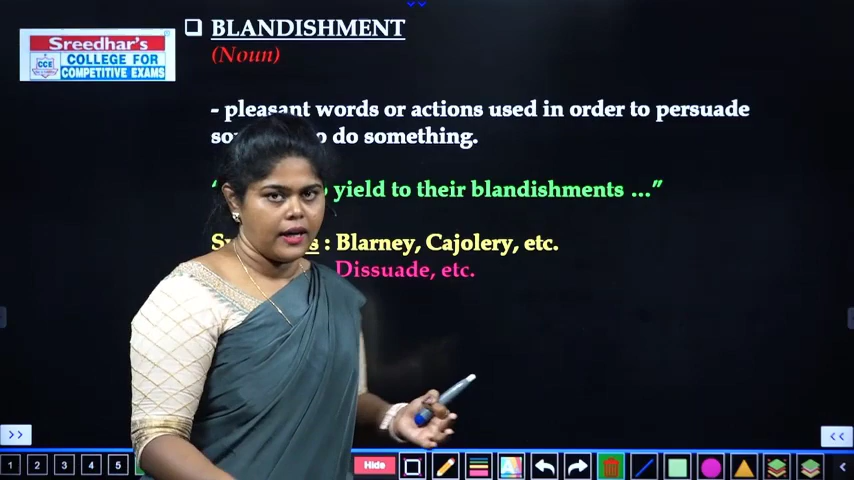 Sreedhar's
CCE
COLLEGE FOR
COMPETITIVE EXAMS
BLANDISHMENT
(Noun)
- pleasant words or actions used in order to persuade
do something.
yield to their blandishments ...”
: Blarney, Cajolery, etc.
Dissuade, etc.
>>
<<
1 2 3 4 5
Hide
A
<